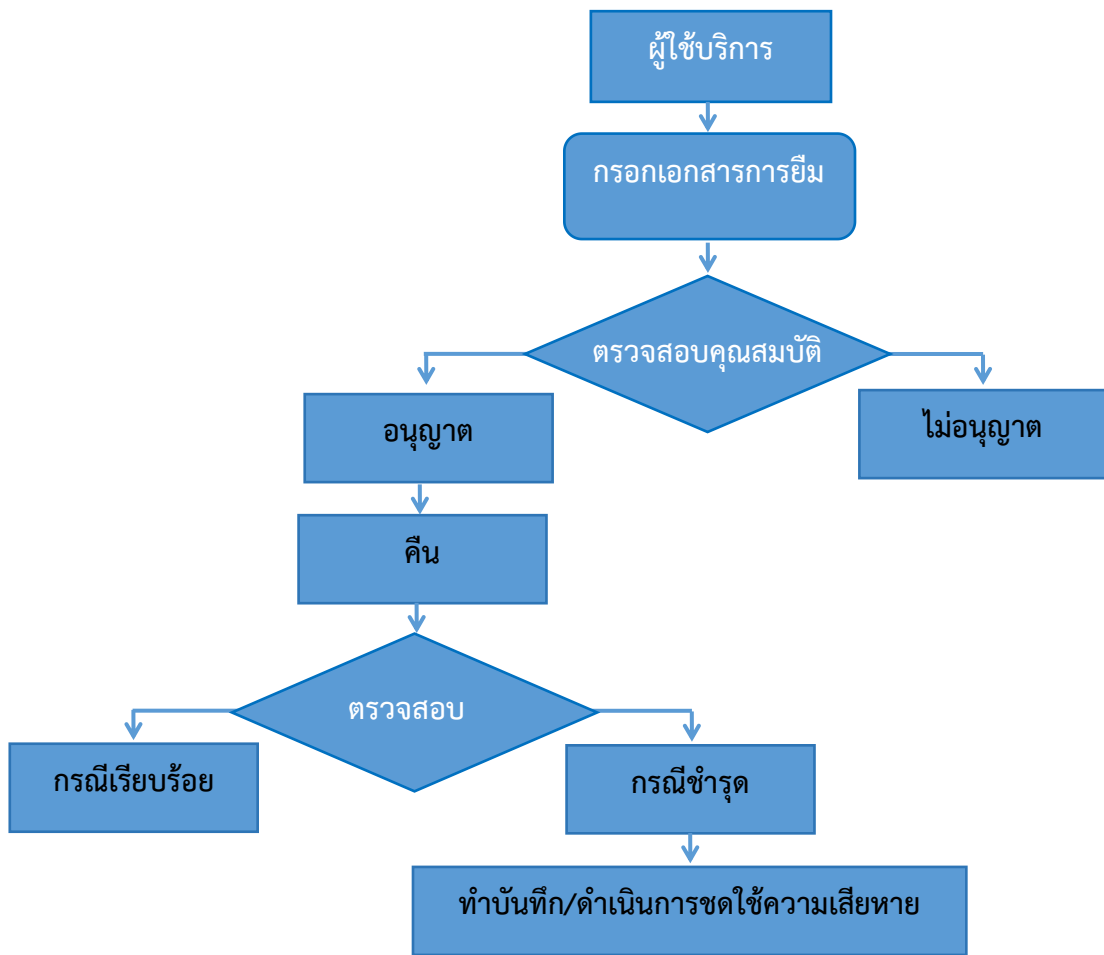 ผู้ใช้บริการ
กรอกเอกสารการยืม
ตรวจสอบคุณสมบัติ
อนุญาต
ไม่อนุญาต
คืน
ตรวจสอบ
กรณีเรียบร้อย
กรณีชำรุด
ทำบันทึก/ดำเนินการชดใช้ความเสียหาย